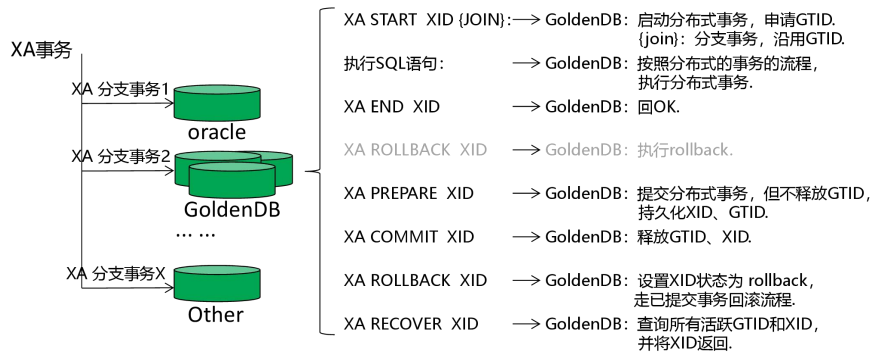 XA事务
XA 分支事务1
oracle
XA 分支事务2
GoldenDB
... ...
XA 分支事务X
Other
XA START XID {JOIN}: GoldenDB：启动分布式事务，申请GTID.
{join}：分支事务，沿用GTID.
执行SQL语句： GoldenDB：按照分布式的事务的流程，
执行分布式事务.
XA END XID GoldenDB：回OK.
XA ROLLBACK XID GoldenDB：执行rollback.
XA PREPARE XID GoldenDB：提交分布式事务，但不释放GTID，
持久化XID、GTID.
XA COMMIT XID GoldenDB：释放GTID、XID.
XA ROLLBACK XID GoldenDB：设置XID状态为 rollback，
走已提交事务回滚流程.
XA RECOVER XID GoldenDB：查询所有活跃GTID和XID，
并将XID返回.